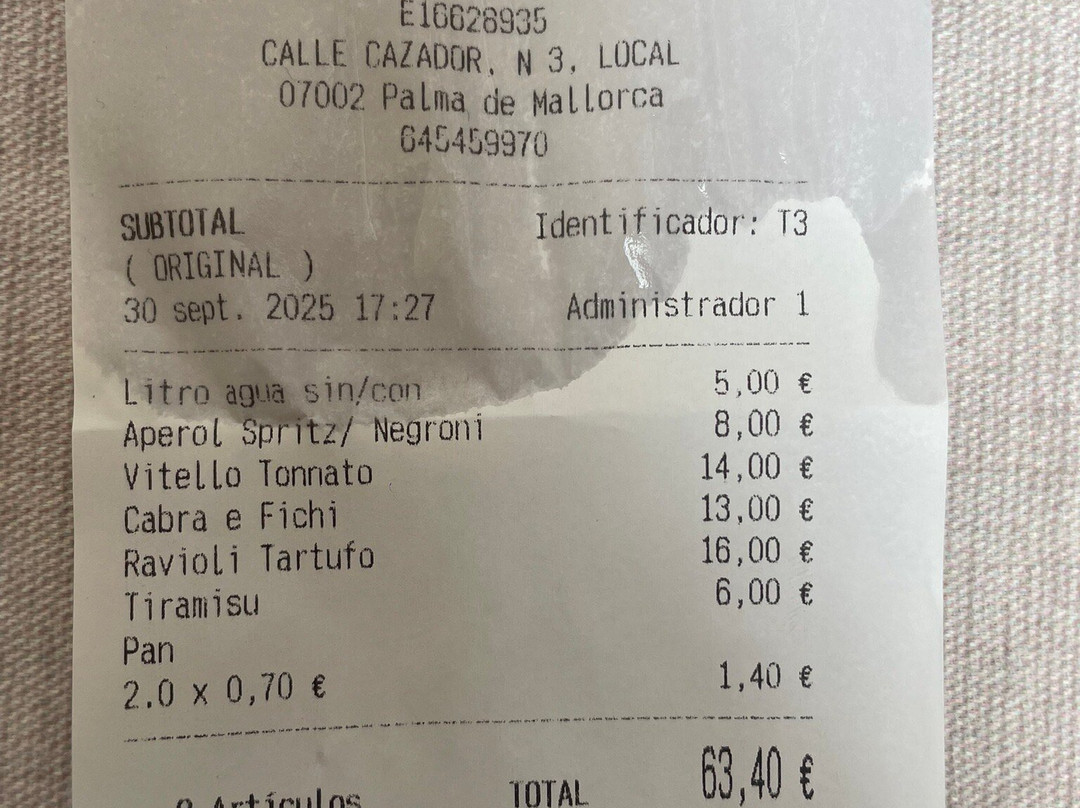 E16628935
CALLE CAZADOR, N 3, LOCAL
07002 Palma de Mallorca
645459970
SUBTOTAL Identificador: T3
( ORIGINAL )
30 sept. 2025 17:27 Administrador 1
Litro agua sin/con 5,00 €
Aperol Spritz/ Negroni 8,00 €
Vitello Tonnato 14,00 €
Cabra e Fichi 13,00 €
Ravioli Tartufo 16,00 €
Tiramisu 6,00 €
Pan
2.0 x 0,70 € 1,40 €
Artículos TOTAL 63,40 €